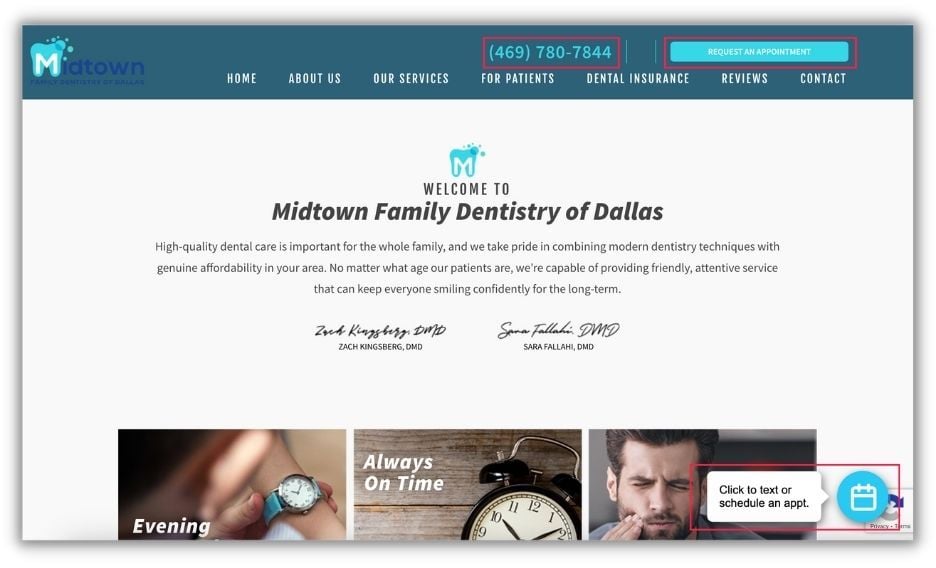 Midtown
FAMILY DENTISTRY OF DALLAS
(469) 780-7844
REQUEST AN APPOINTMENT
HOME ABOUT US OUR SERVICES FOR PATIENTS DENTAL INSURANCE REVIEWS CONTACT
M
WELCOME TO
Midtown Family Dentistry of Dallas
High-quality dental care is important for the whole family, and we take pride in combining modern dentistry techniques with
genuine affordability in your area. No matter what age our patients are, we're capable of providing friendly, attentive service
that can keep everyone smiling confidently for the long-term.
Zach Kingsberg, DMD Sara Fallahi, DMD
ZACH KINGSBERG, DMD SARA FALLAHI, DMD
Always
On Time
Evening
Click to text or
schedule an appt.
Privacy • Terms